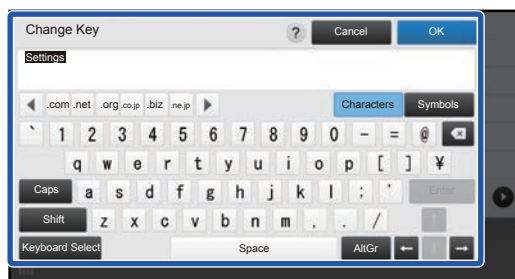 Change Key ? Cancel OK
Settings
.com .net .org .co.jp .biz .ne.jp Characters Symbols
` 1 2 3 4 5 6 7 8 9 0 - = @
q w e r t y u i o p [ ] ¥
Caps a s d f g h j k l ; ' Enter
Shift z x c v b n m , . /
Keyboard Select Space AltGr